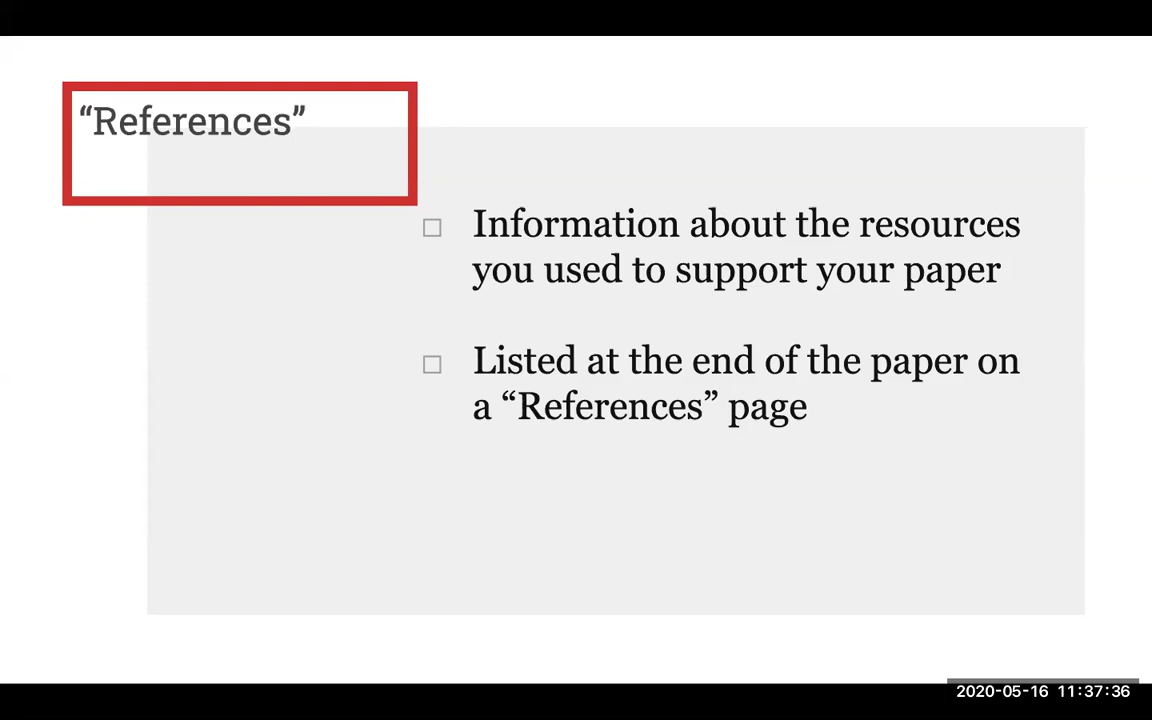 “References”
□ Information about the resources
you used to support your paper
□ Listed at the end of the paper on
a “References” page
2020-05-16 11:37:36